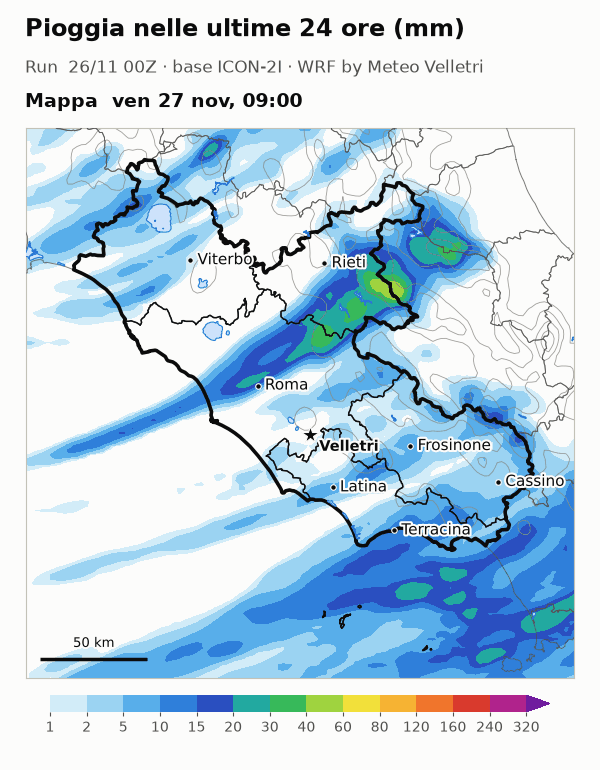 Pioggia nelle ultime 24 ore (mm)
Run  26/11 00Z · base ICON-2I · WRF by Meteo Velletri
Mappa  ven 27 nov, 09:00
Viterbo
Rieti
Roma
Velletri
Frosinone
Latina
Cassino
Terracina
50 km
1 2 5 10 15 20 30 40 60 80 120 160 240 320